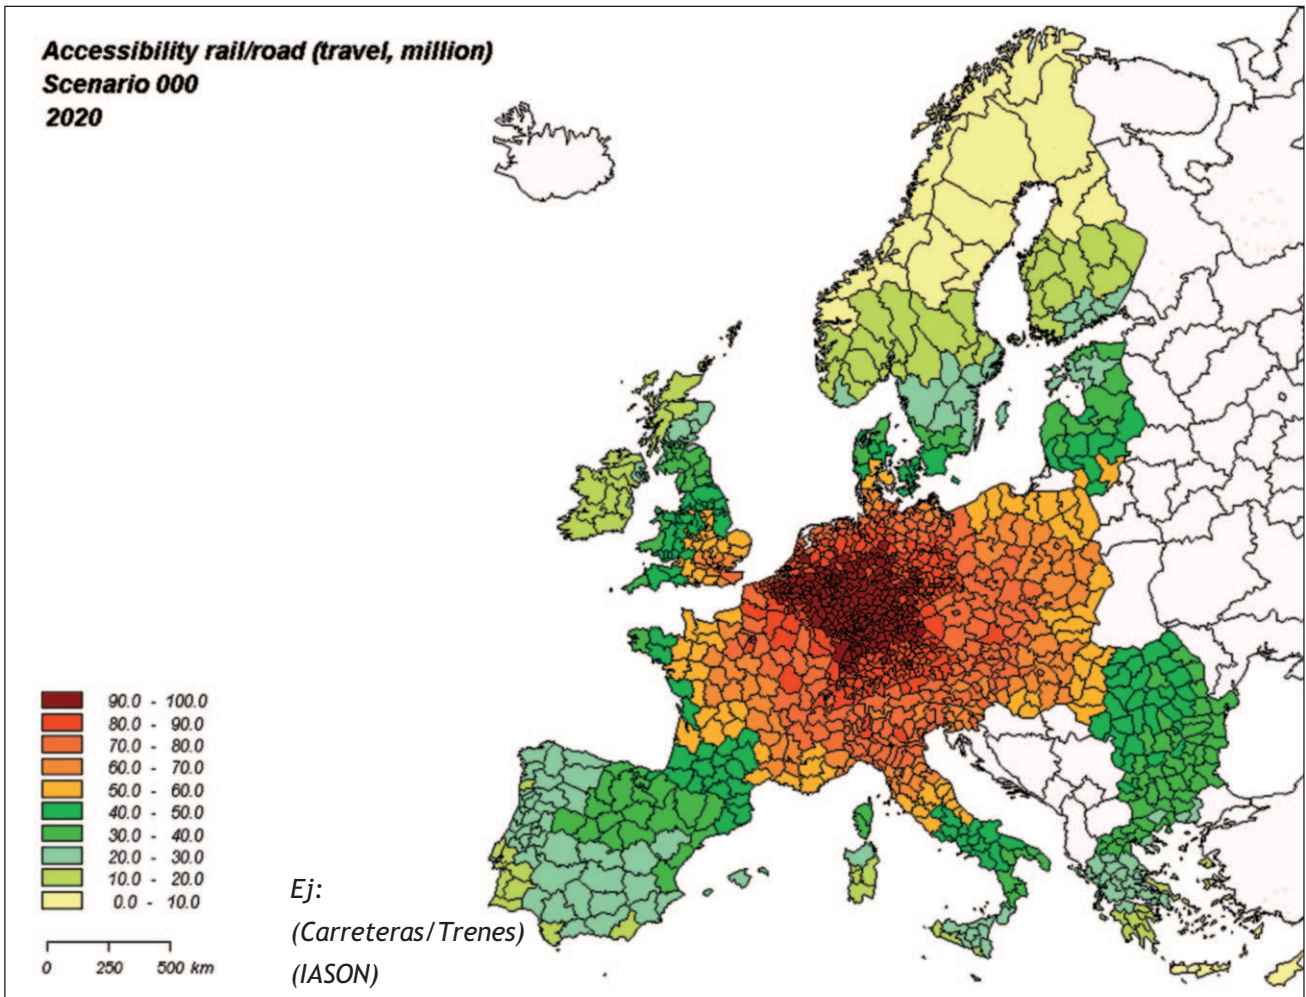 Accessibility rail/road (travel, million)
Scenario 000
2020
90.0 - 100.0
80.0 - 90.0
70.0 - 80.0
60.0 - 70.0
50.0 - 60.0
40.0 - 50.0
30.0 - 40.0
20.0 - 30.0
10.0 - 20.0
0.0 - 10.0
0 250 500 km
Ej:
(Carreteras/Trenes)
(IASON)